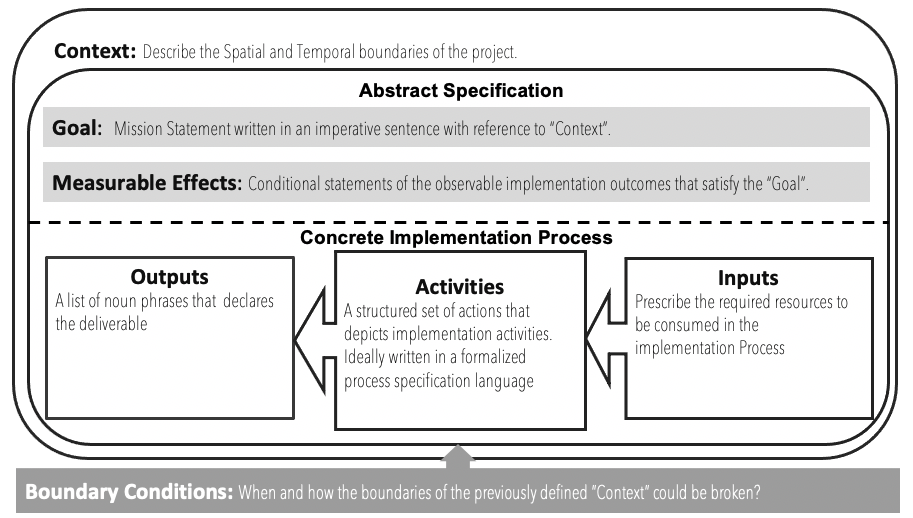 Context: Describe the Spatial and Temporal boundaries of the project.
Abstract Specification
Goal: Mission Statement written in an imperative sentence with reference to “Context”.
Measurable Effects: Conditional statements of the observable implementation outcomes that satisfy the “Goal”.
Concrete Implementation Process
Outputs
A list of noun phrases that declares
the deliverable
Activities
A structured set of actions that
depicts implementation activities.
Ideally written in a formalized
process specification language
Inputs
Prescribe the required resources to
be consumed in the
implementation Process
Boundary Conditions: When and how the boundaries of the previously defined “Context” could be broken?